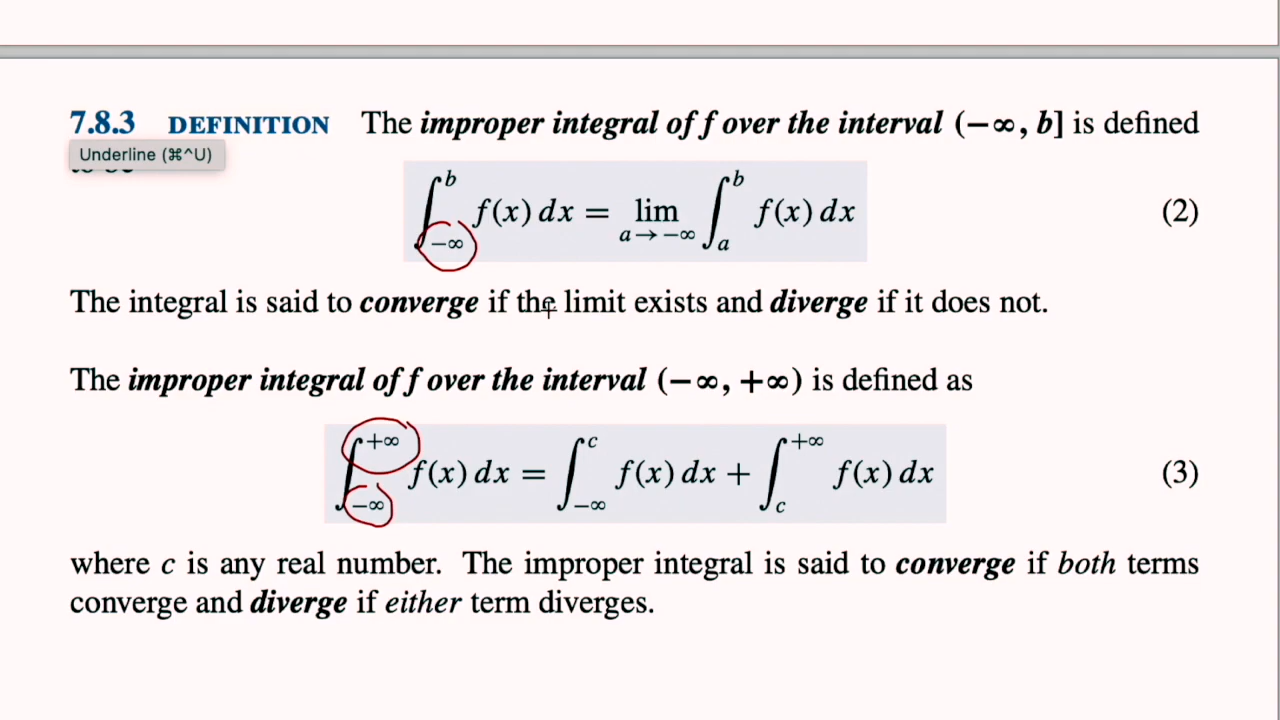 7.8.3 DEFINITION The improper integral of f over the interval (−∞, b] is defined
Underline (⌘^U)
∫_{−∞}^{b} f(x) dx = lim_{a→−∞} ∫_{a}^{b} f(x) dx (2)
The integral is said to converge if the limit exists and diverge if it does not.
The improper integral of f over the interval (−∞, +∞) is defined as
∫_{−∞}^{+∞} f(x) dx = ∫_{−∞}^{c} f(x) dx + ∫_{c}^{+∞} f(x) dx (3)
where c is any real number. The improper integral is said to converge if both terms
converge and diverge if either term diverges.